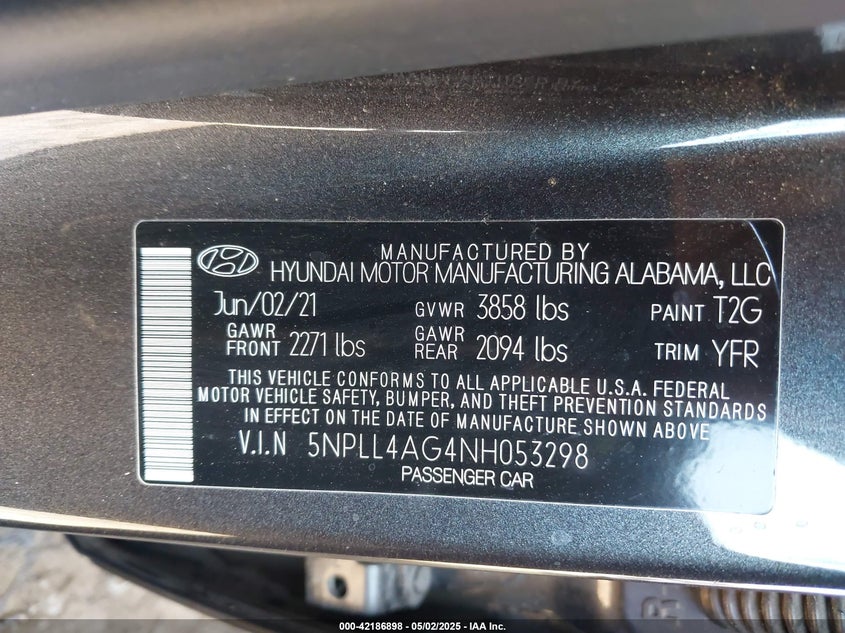 MANUFACTURED BY
HYUNDAI MOTOR MANUFACTURING ALABAMA, LLC
Jun/02/21 GVWR 3858 lbs PAINT T2G
GAWR FRONT 2271 lbs GAWR REAR 2094 lbs TRIM YFR
THIS VEHICLE CONFORMS TO ALL APPLICABLE U.S.A. FEDERAL
MOTOR VEHICLE SAFETY, BUMPER, AND THEFT PREVENTION STANDARDS
IN EFFECT ON THE DATE OF MANUFACTURE SHOWN ABOVE
V.I.N 5NPLL4AG4NH053298
PASSENGER CAR
000-42186898 - 05/02/2025 - IAA Inc.